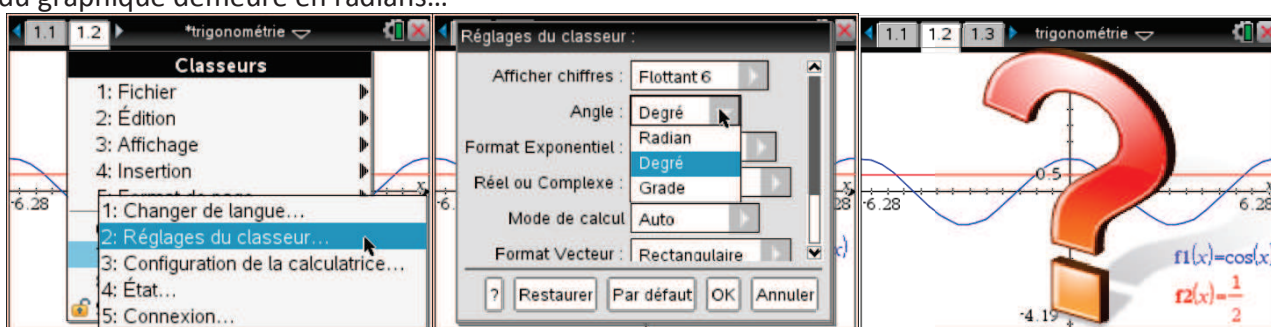 du graphique demeure en radians…
1.1 1.2 *trigonométrie
Classeurs
1: Fichier
2: Édition
3: Affichage
4: Insertion
1: Changer de langue…
2: Réglages du classeur…
3: Configuration de la calculatrice…
4: État…
5: Connexion…
-6.28
Réglages du classeur :
Afficher chiffres : Flottant 6
Angle : Degré
Radian
Degré
Grade
Format Exponentiel :
Réel ou Complexe :
Mode de calcul Auto
Format Vecteur : Rectangulaire
? Restaurer Par défaut OK Annuler
1.1 1.2 1.3 trigonométrie
0.5
x
-6.28 6.28
f1(x)=cos(x)
f2(x)=1/2
-4.19